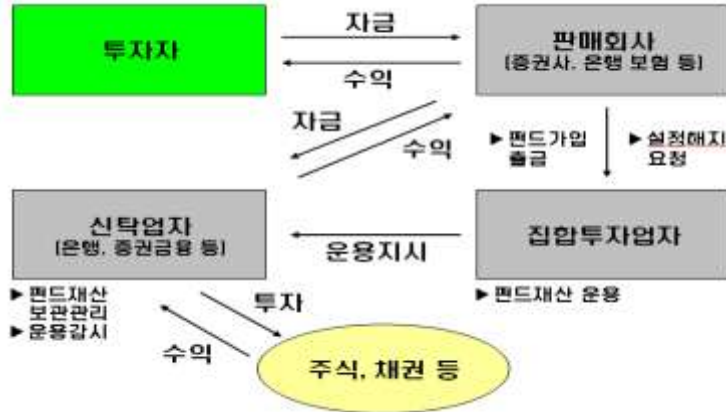 투자자
자금
수익
판매회사
(증권사, 은행 보험 등)
자금
수익
▶ 펀드가입
출금
▶ 설정해지
요청
신탁업자
(은행, 증권금융 등)
운용지시
집합투자업자
▶ 펀드재산
보관관리
▶ 운용감시
투자
수익
▶ 펀드재산 운용
주식, 채권 등